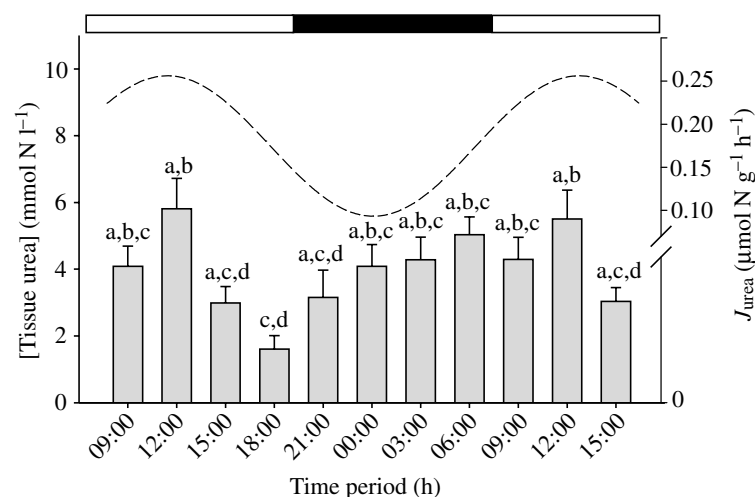 [Tissue urea] (mmol N l⁻¹)
10
8
6
4
2
0
a,b,c
a,b
a,c,d
c,d
a,c,d
a,b,c
a,b,c
a,b,c
a,b,c
a,b
a,c,d
0.25
0.20
0.15
0.10
0
J urea (µmol N g⁻¹ h⁻¹)
09:00 12:00 15:00 18:00 21:00 00:00 03:00 06:00 09:00 12:00 15:00
Time period (h)